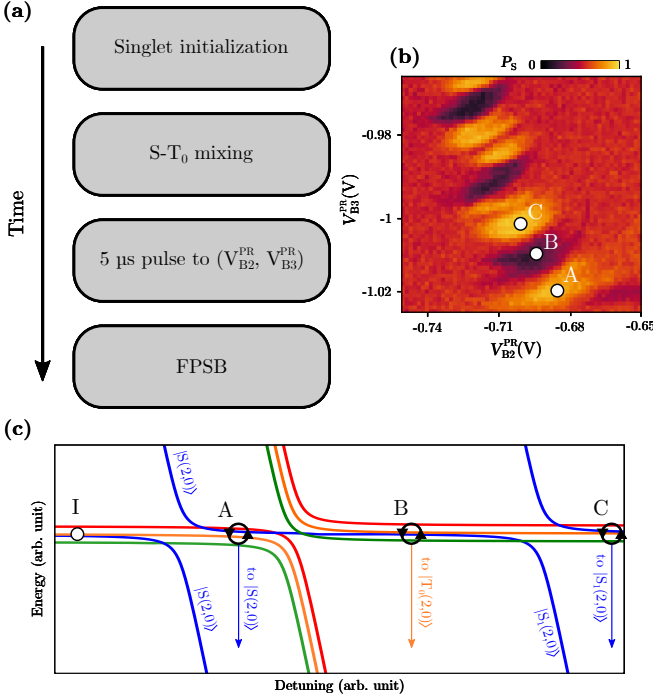 (a)
Time
Singlet initialization
S-T₀ mixing
5 µs pulse to (V_B2^PR, V_B3^PR)
FPSB
(b)
P_S 0 1
V_B3^PR(V)
-0.98
-1
-1.02
C
B
A
-0.74 -0.71 -0.68 -0.65
V_B2^PR(V)
(c)
Energy (arb. unit)
I
|S(2,0)⟩
|S(2,0)⟩
A
to |S(2,0)⟩
B
to |T₀(2,0)⟩
|S(2,0)⟩
|S₁(2,0)⟩
C
to |S₁(2,0)⟩
Detuning (arb. unit)